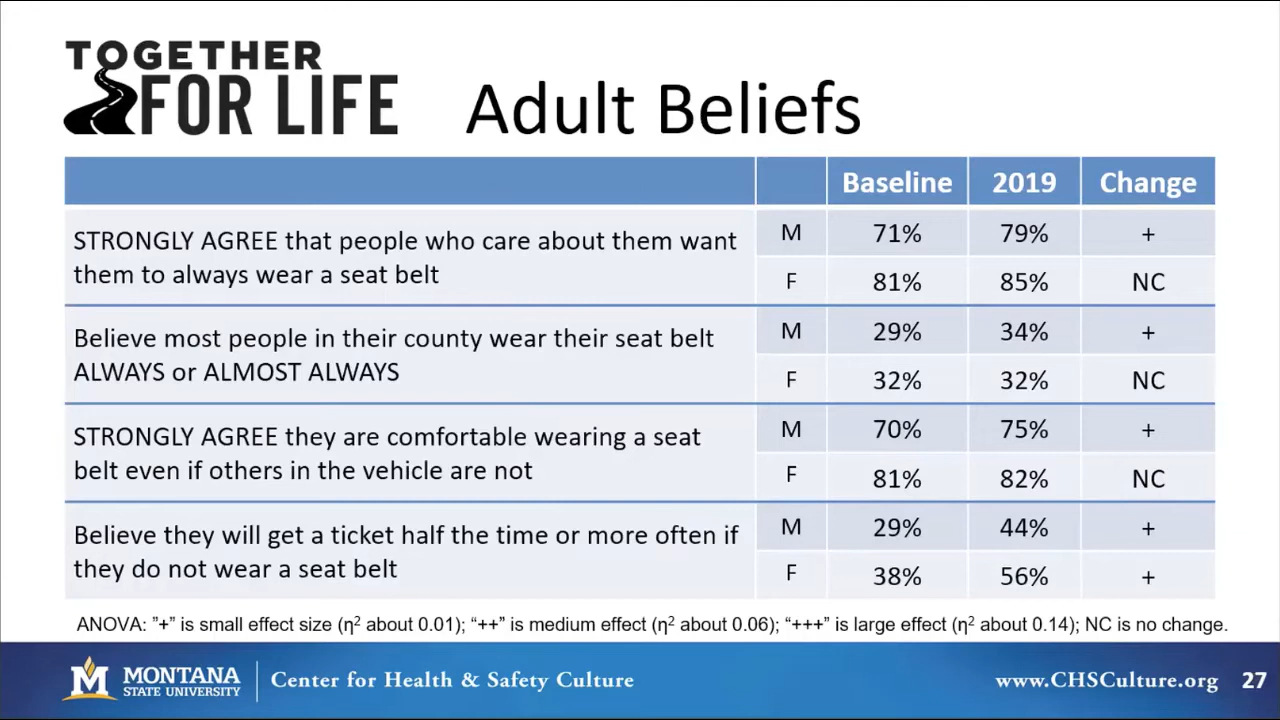 TOGETHER
FOR LIFE
Adult Beliefs
Baseline 2019 Change
STRONGLY AGREE that people who care about them want
them to always wear a seat belt
M 71% 79% +
F 81% 85% NC
Believe most people in their county wear their seat belt
ALWAYS or ALMOST ALWAYS
M 29% 34% +
F 32% 32% NC
STRONGLY AGREE they are comfortable wearing a seat
belt even if others in the vehicle are not
M 70% 75% +
F 81% 82% NC
Believe they will get a ticket half the time or more often if
they do not wear a seat belt
M 29% 44% +
F 38% 56% +
ANOVA: ”+” is small effect size (η² about 0.01); “++” is medium effect (η² about 0.06); “+++” is large effect (η² about 0.14); NC is no change.
M MONTANA
STATE UNIVERSITY
Center for Health & Safety Culture
www.CHSCulture.org 27